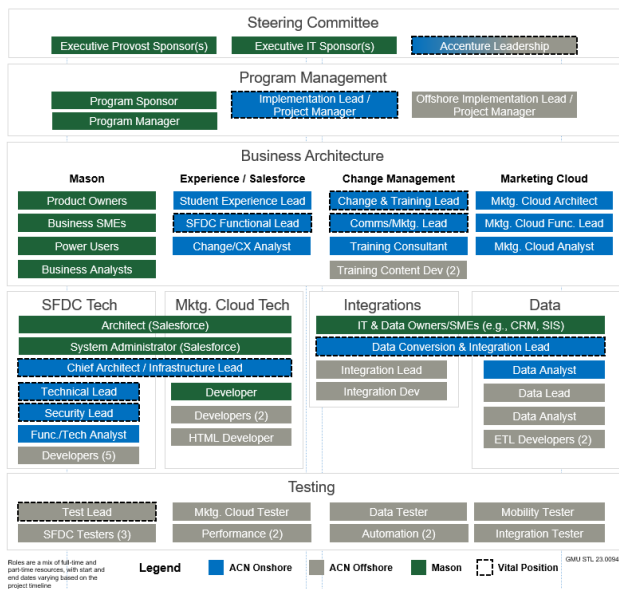 Steering Committee
Executive Provost Sponsor(s)
Executive IT Sponsor(s)
Accenture Leadership
Program Management
Program Sponsor
Program Manager
Implementation Lead /
Project Manager
Offshore Implementation Lead /
Project Manager
Business Architecture
Mason
Product Owners
Business SMEs
Power Users
Business Analysts
Experience / Salesforce
Student Experience Lead
SFDC Functional Lead
Change/CX Analyst
Change Management
Change & Training Lead
Comms/Mktg. Lead
Training Consultant
Training Content Dev (2)
Marketing Cloud
Mktg. Cloud Architect
Mktg. Cloud Func. Lead
Mktg. Cloud Analyst
SFDC Tech
Mktg. Cloud Tech
Architect (Salesforce)
System Administrator (Salesforce)
Chief Architect / Infrastructure Lead
Technical Lead
Security Lead
Func./Tech Analyst
Developers (5)
Developer
Developers (2)
HTML Developer
Integrations
Data
IT & Data Owners/SMEs (e.g., CRM, SIS)
Data Conversion & Integration Lead
Integration Lead
Integration Dev
Data Analyst
Data Lead
Data Analyst
ETL Developers (2)
Testing
Test Lead
Mktg. Cloud Tester
Data Tester
Mobility Tester
SFDC Testers (3)
Performance (2)
Automation (2)
Integration Tester
Roles are a mix of full-time and
part-time resources, with start and
end dates varying based on the
project timeline
Legend
ACN Onshore
ACN Offshore
Mason
Vital Position
GMU STL 23.0094